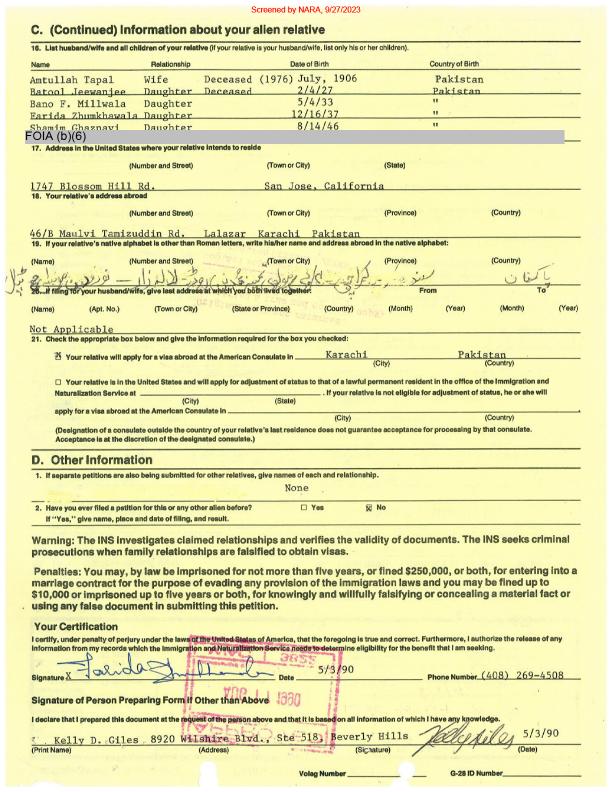 Screened by NARA, 9/27/2023
C. (Continued) Information about your alien relative
16. List husband/wife and all children of your relative (if your relative is your husband/wife, list only his or her children).
Name Relationship Date of Birth Country of Birth
Amtullah Tapal Wife Deceased (1976) July, 1906 Pakistan
Batool Jeewanjee Daughter Deceased 2/4/27 Pakistan
Bano F. Millwala Daughter 5/4/33 "
Farida Zhumkhawala Daughter 12/16/37 "
Shamim Ghaznavi Daughter 8/14/46 "
FOIA (b)(6)
17. Address in the United States where your relative intends to reside
(Number and Street) (Town or City) (State)
1747 Blossom Hill Rd. San Jose, California
18. Your relative's address abroad
(Number and Street) (Town or City) (Province) (Country)
46/B Maulvi Tamizuddin Rd. Lalazar Karachi Pakistan
19. If your relative's native alphabet is other than Roman letters, write his/her name and address abroad in the native alphabet:
(Name) (Number and Street) (Town or City) (Province) (Country)
پاکستان
20. If filing for your husband/wife, give last address at which you both lived together: From To
(Name) (Apt. No.) (Town or City) (State or Province) (Country) (Month) (Year) (Month) (Year)
Not Applicable
21. Check the appropriate box below and give the information required for the box you checked:
Your relative will apply for a visa abroad at the American Consulate in Karachi Pakistan
(City) (Country)
Your relative is in the United States and will apply for adjustment of status to that of a lawful permanent resident in the office of the Immigration and
Naturalization Service at . If your relative is not eligible for adjustment of status, he or she will
(City) (State)
apply for a visa abroad at the American Consulate in .
(City) (Country)
(Designation of a consulate outside the country of your relative's last residence does not guarantee acceptance for processing by that consulate.
Acceptance is at the discretion of the designated consulate.)
D. Other Information
1. If separate petitions are also being submitted for other relatives, give names of each and relationship.
None
2. Have you ever filed a petition for this or any other alien before? ☐ Yes ☒ No
If "Yes," give name, place and date of filing, and result.
Warning: The INS investigates claimed relationships and verifies the validity of documents. The INS seeks criminal
prosecutions when family relationships are falsified to obtain visas.
Penalties: You may, by law be imprisoned for not more than five years, or fined $250,000, or both, for entering into a
marriage contract for the purpose of evading any provision of the immigration laws and you may be fined up to
$10,000 or imprisoned up to five years or both, for knowingly and willfully falsifying or concealing a material fact or
using any false document in submitting this petition.
Your Certification
I certify, under penalty of perjury under the laws of the United States of America, that the foregoing is true and correct. Furthermore, I authorize the release of any
information from my records which the Immigration and Naturalization Service needs to determine eligibility for the benefit that I am seeking.
Signature X Farida Date 5/3/90 Phone Number (408) 269-4508
Signature of Person Preparing Form if Other than Above
I declare that I prepared this document at the request of the person above and that it is based on all information of which I have any knowledge.
Kelly D. Giles 8920 Wilshire Blvd., Ste 518, Beverly Hills Kelly Giles 5/3/90
(Print Name) (Address) (Signature) (Date)
Volag Number G-28 ID Number